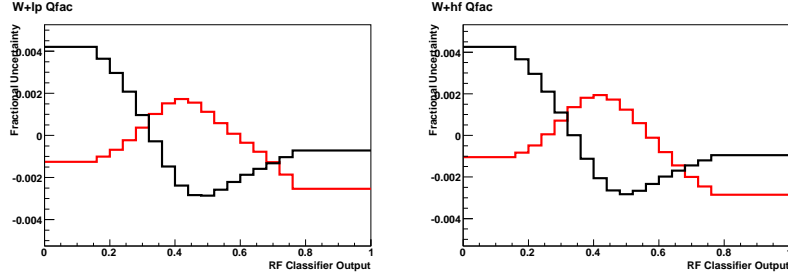 W+lp Qfac
Fractional Uncertainty
0.004
0.002
0
-0.002
-0.004
0 0.2 0.4 0.6 0.8 1
RF Classifier Output
W+hf Qfac
Fractional Uncertainty
0.004
0.002
0
-0.002
-0.004
0 0.2 0.4 0.6 0.8 1
RF Classifier Output